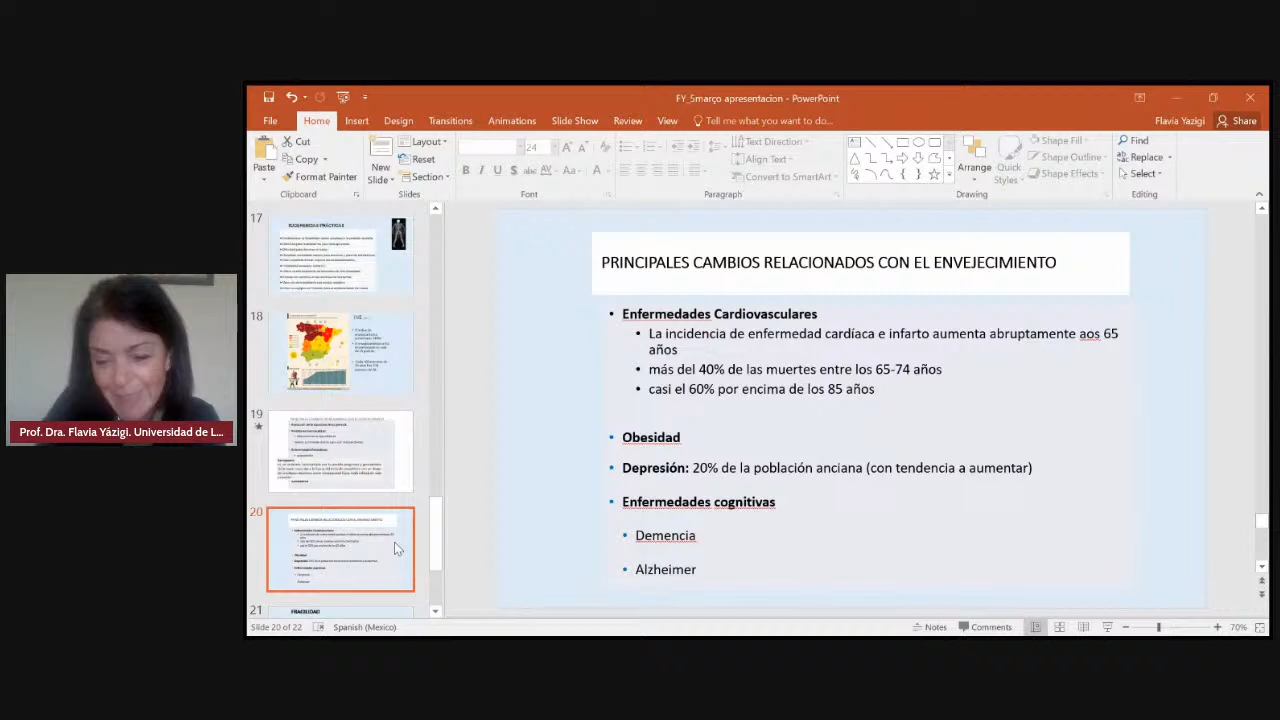 FY_5março apresentacion - PowerPoint
File Home Insert Design Transitions Animations Slide Show Review View Tell me what you want to do... Flavia Yazigi Share
Paste
Cut
Copy
Format Painter
Clipboard
New Slide
Layout
Reset
Section
Slides
24
Font
Text Direction
Align Text
Convert to SmartArt
Paragraph
Arrange
Quick Styles
Shape Fill
Shape Outline
Shape Effects
Drawing
Find
Replace
Select
Editing
17
18
19
20
21
FRAGILIDAD
PRINCIPALES CAMBIOS RELACIONADOS CON EL ENVEJECIMIENTO
• Enfermedades Cardiovasculares
• La incidencia de enfermedad cardíaca/infarto aumenta abruptamente aos 65
años
• más del 40% de las muertes entre los 65-74 años
• casi el 60% por encima de los 85 años
• Obesidad
• Depresión: 20% de la población anciana (con tendencia a aumentar)
• Enfermedades cognitivas
• Demencia
• Alzheimer
Prof. Dra. Flavia Yázigi. Universidad de L...
Slide 20 of 22 Spanish (Mexico) Notes Comments 70%